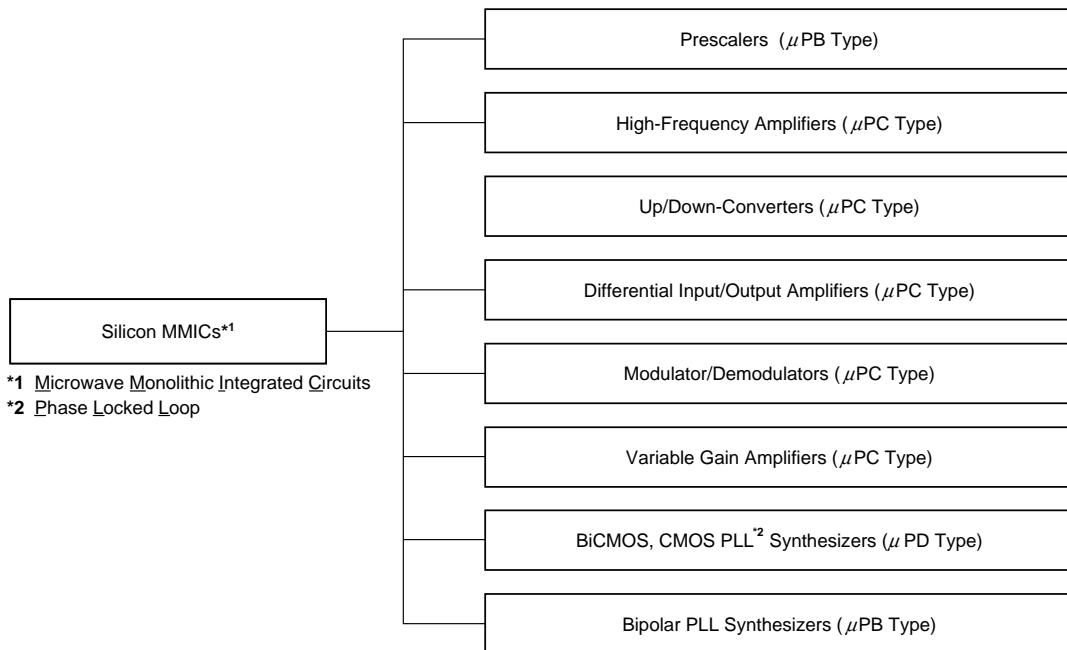 Prescalers (μPB Type)
High-Frequency Amplifiers (μPC Type)
Up/Down-Converters (μPC Type)
Differential Input/Output Amplifiers (μPC Type)
Silicon MMICs*1
*1 Microwave Monolithic Integrated Circuits
*2 Phase Locked Loop
Modulator/Demodulators (μPC Type)
Variable Gain Amplifiers (μPC Type)
BiCMOS, CMOS PLL*2 Synthesizers (μPD Type)
Bipolar PLL Synthesizers (μPB Type)